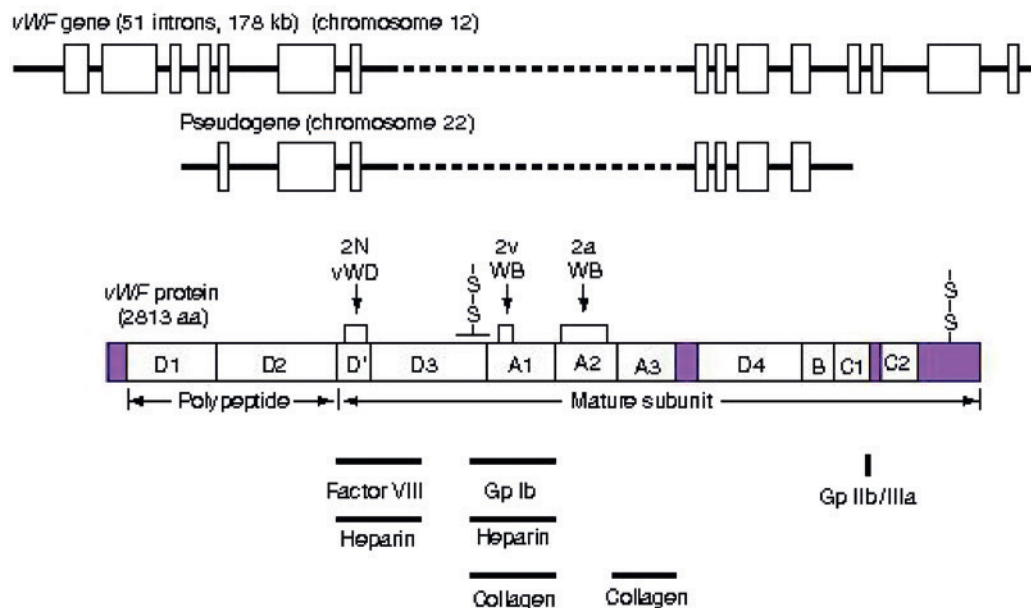 vWF gene (51 introns, 178 kb) (chromosome 12)
Pseudogene (chromosome 22)
2N
vWD
S
S
2v
WB
2a
WB
S
S
vWF protein
(2813 aa)
D1 D2 D' D3 A1 A2 A3 D4 B C1 C2
Polypeptide Mature subunit
Factor VIII Gp Ib Gp IIb/IIIa
Heparin Heparin
Collagen Collagen